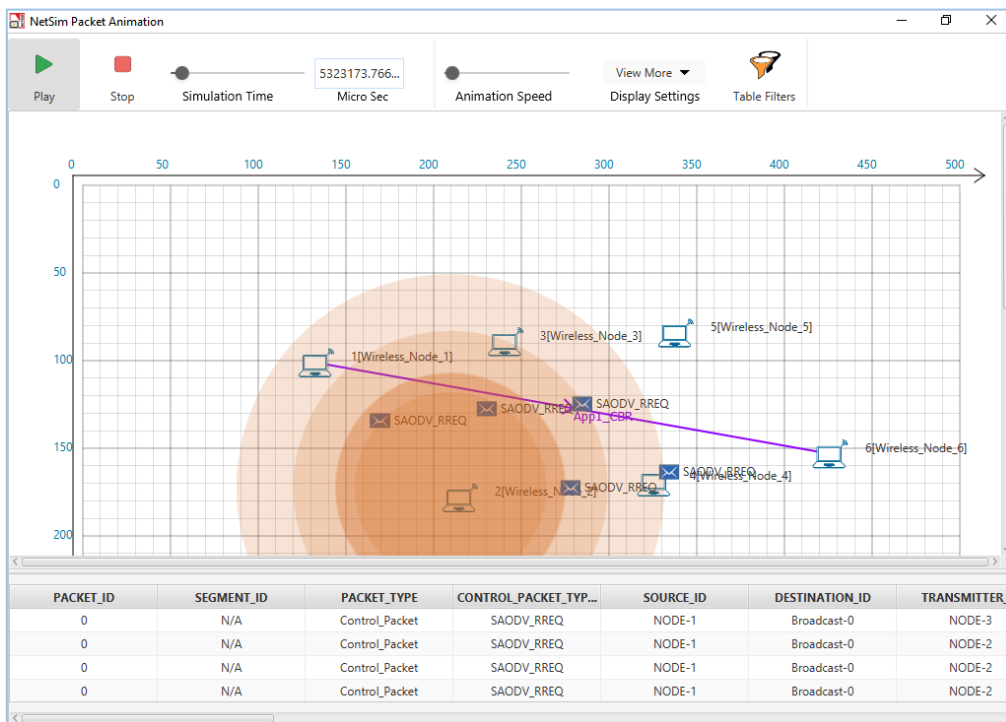 NetSim Packet Animation
5323173.766...
View More
Play
Stop
Simulation Time
Micro Sec
Animation Speed
Display Settings
Table Filters
0 50 100 150 200 250 300 350 400 450 500
0
50
5[Wireless_Node_5]
3[Wireless_Node_3]
1[Wireless_Node_1]
100
SAODV_RREQ SAODV_RREQ
App1_CBR
SAODV_RREQ
150
6[Wireless_Node_6]
SAODV_RREQ
4[Wireless_Node_4]
SAODV_RREQ
2[Wireless_Node_2]
200
PACKET_ID SEGMENT_ID PACKET_TYPE CONTROL_PACKET_TYP... SOURCE_ID DESTINATION_ID TRANSMITTER_
0 N/A Control_Packet SAODV_RREQ NODE-1 Broadcast-0 NODE-3
0 N/A Control_Packet SAODV_RREQ NODE-1 Broadcast-0 NODE-2
0 N/A Control_Packet SAODV_RREQ NODE-1 Broadcast-0 NODE-2
0 N/A Control_Packet SAODV_RREQ NODE-1 Broadcast-0 NODE-2